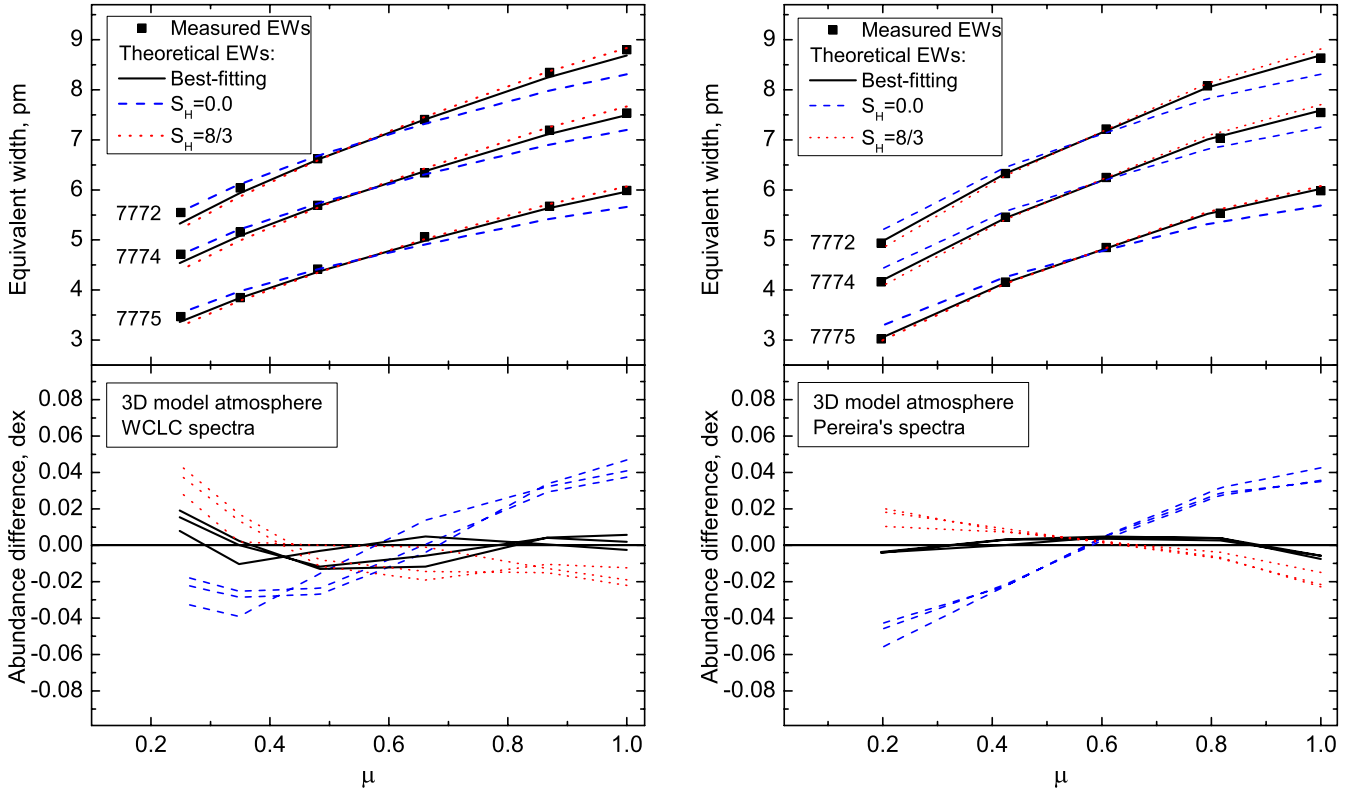 Measured EWs
Theoretical EWs:
Best-fitting
S_H=0.0
S_H=8/3
Equivalent width, pm
9
8
7
6
5
4
3
7772
7774
7775
Measured EWs
Theoretical EWs:
Best-fitting
S_H=0.0
S_H=8/3
Equivalent width, pm
9
8
7
6
5
4
3
7772
7774
7775
3D model atmosphere
WCLC spectra
Abundance difference, dex
0.08
0.06
0.04
0.02
0.00
-0.02
-0.04
-0.06
-0.08
0.2 0.4 0.6 0.8 1.0
μ
3D model atmosphere
Pereira's spectra
Abundance difference, dex
0.08
0.06
0.04
0.02
0.00
-0.02
-0.04
-0.06
-0.08
0.2 0.4 0.6 0.8 1.0
μ